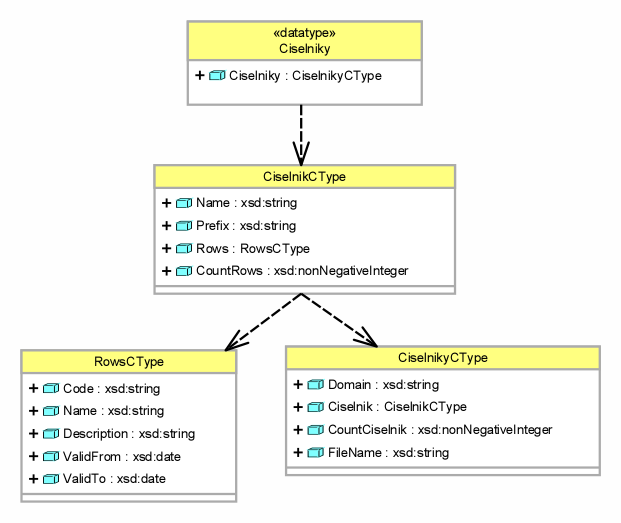 «datatype»
Ciselniky
+ Ciselniky : CiselnikyCType
CiselnikCType
+ Name : xsd:string
+ Prefix : xsd:string
+ Rows : RowsCType
+ CountRows : xsd:nonNegativeInteger
RowsCType
+ Code : xsd:string
+ Name : xsd:string
+ Description : xsd:string
+ ValidFrom : xsd:date
+ ValidTo : xsd:date
CiselnikyCType
+ Domain : xsd:string
+ Ciselnik : CiselnikCType
+ CountCiselnik : xsd:nonNegativeInteger
+ FileName : xsd:string